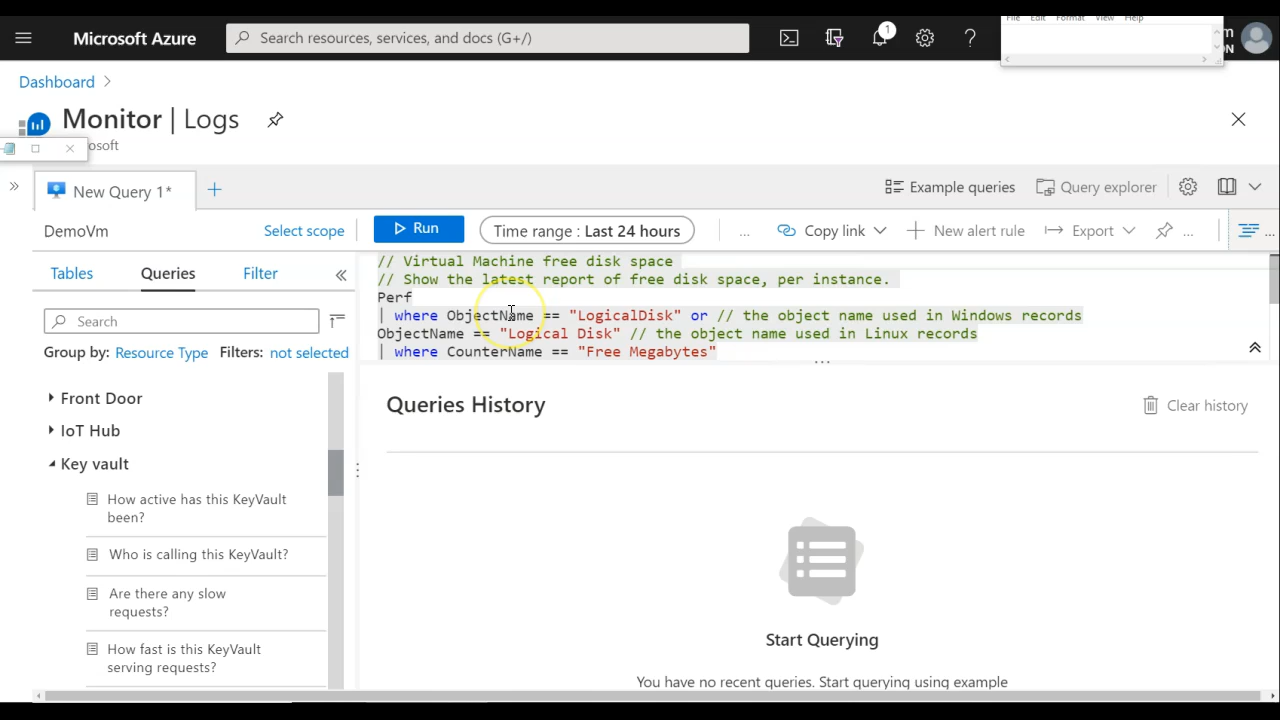 Microsoft Azure
Search resources, services, and docs (G+/)
1
File Edit Format View Help
Dashboard
Monitor | Logs
osoft
New Query 1*
Example queries
Query explorer
DemoVm
Select scope
Run
Time range : Last 24 hours
...
Copy link
New alert rule
Export
...
...
Tables
Queries
Filter
Search
Group by: Resource Type Filters: not selected
Front Door
IoT Hub
Key vault
How active has this KeyVault
been?
Who is calling this KeyVault?
Are there any slow
requests?
How fast is this KeyVault
serving requests?
// Virtual Machine free disk space
// Show the latest report of free disk space, per instance.
Perf
| where ObjectName == "LogicalDisk" or // the object name used in Windows records
ObjectName == "Logical Disk" // the object name used in Linux records
| where CounterName == "Free Megabytes"
Queries History
Clear history
Start Querying
You have no recent queries. Start querying using example